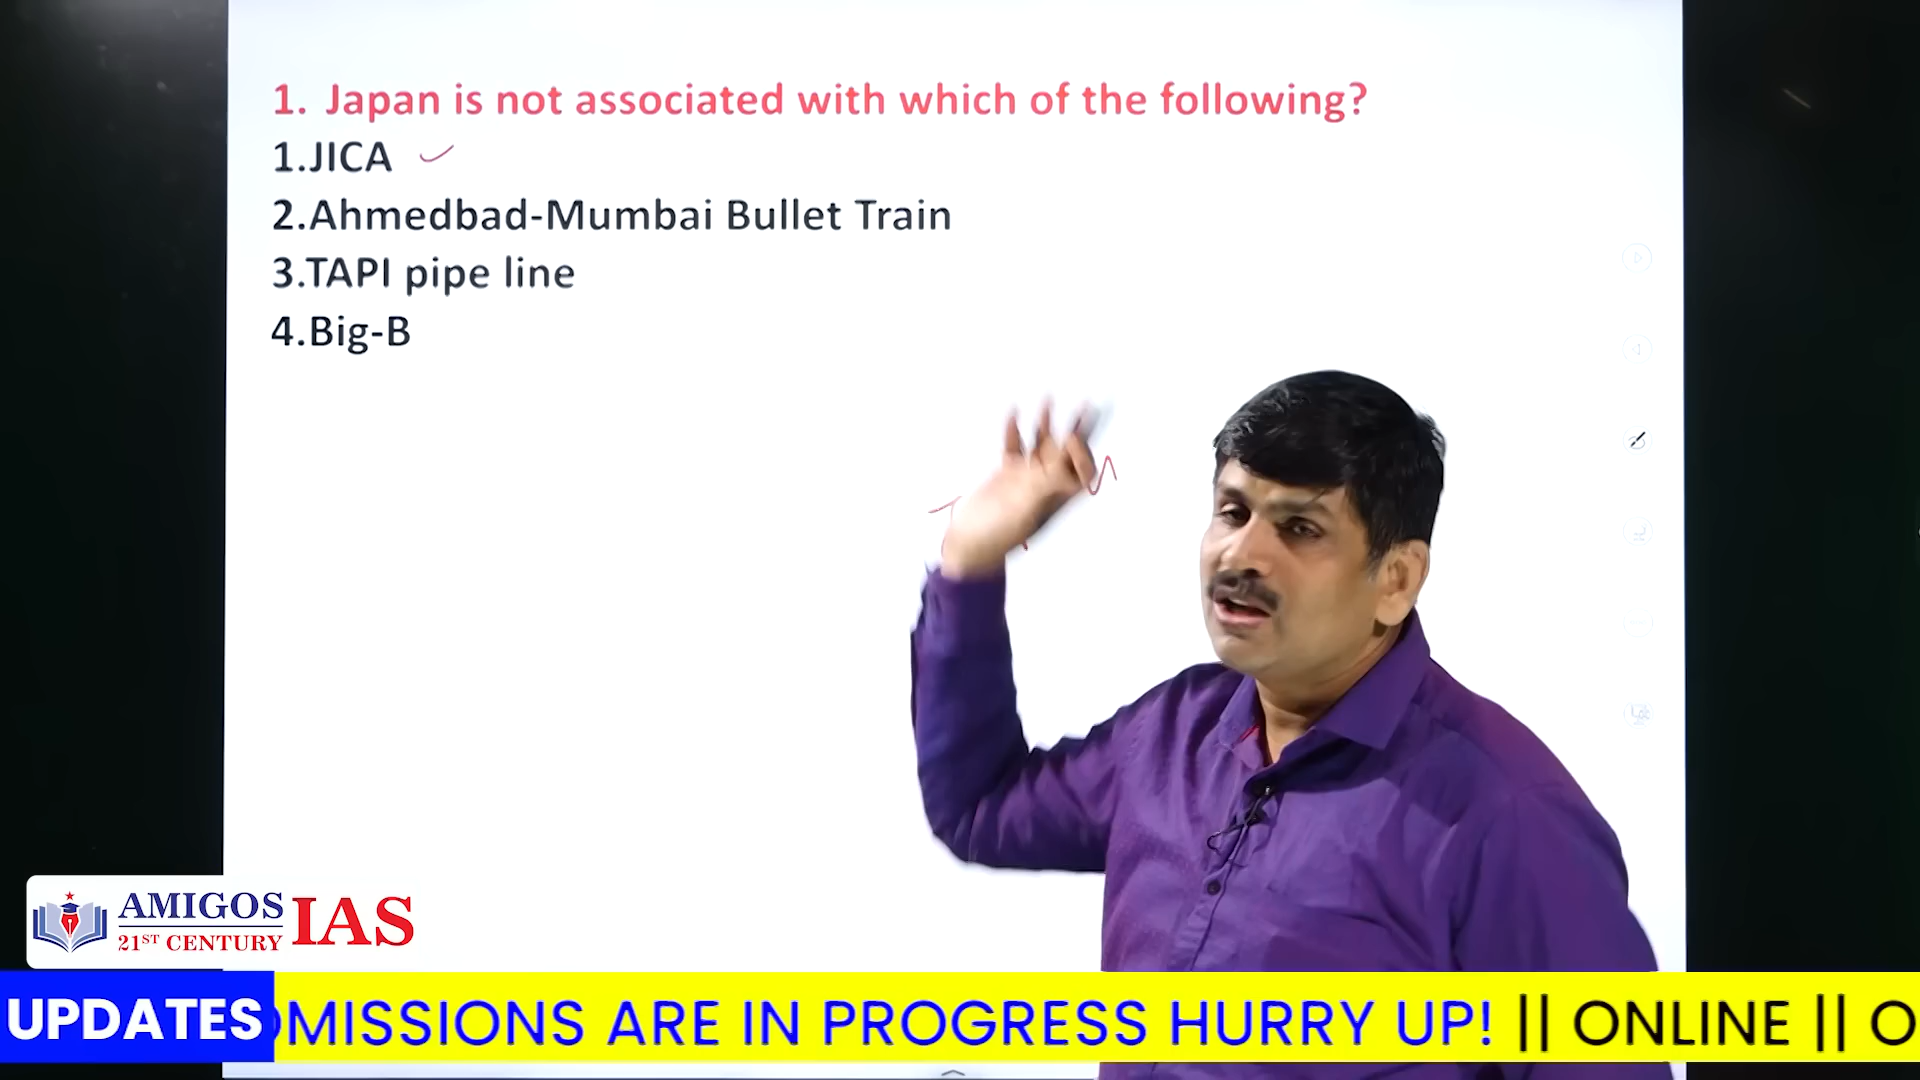 1. Japan is not associated with which of the following?
1.JICA
2.Ahmedbad-Mumbai Bullet Train
3.TAPI pipe line
4.Big-B
AMIGOS
21ST CENTURY
IAS
UPDATES
MISSIONS ARE IN PROGRESS HURRY UP! || ONLINE || O